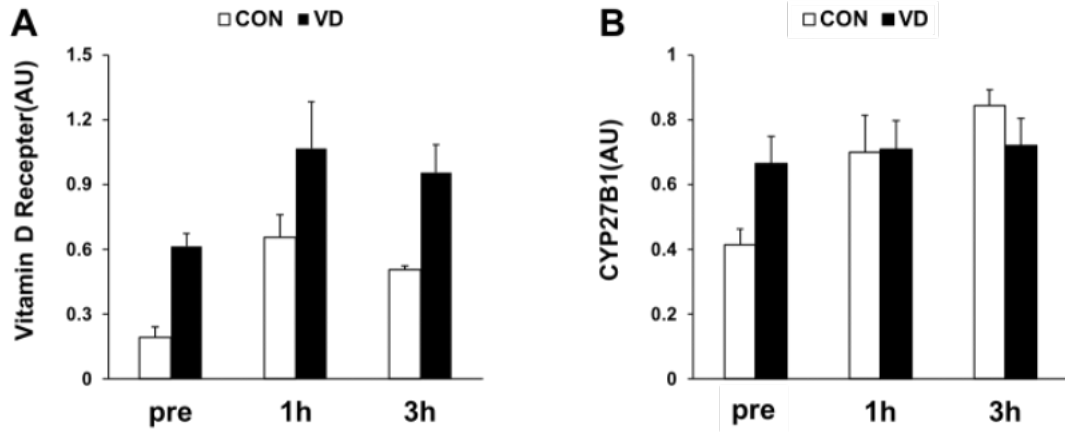 A
CON VD
Vitamin D Recepter(AU)
1.5
1.2
0.9
0.6
0.3
0
pre 1h 3h
B
CON VD
CYP27B1(AU)
1
0.8
0.6
0.4
0.2
0
pre 1h 3h